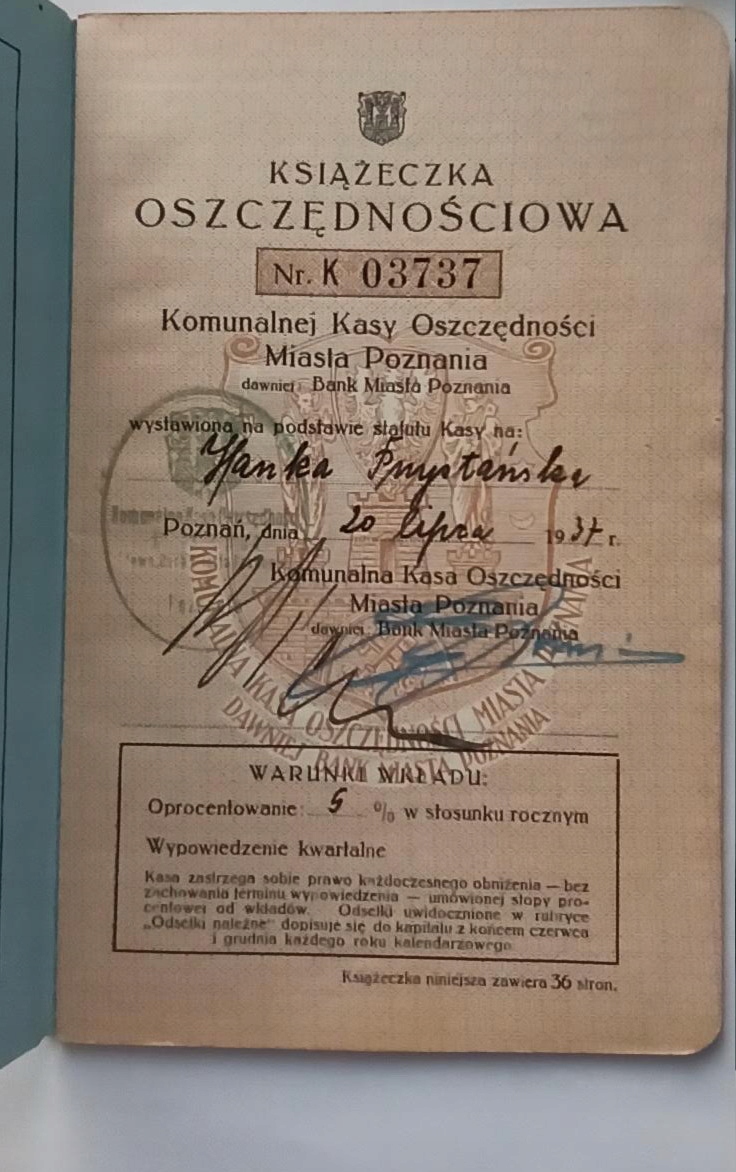 KSIĄŻECZKA
OSZCZĘDNOŚCIOWA
Nr. K 03737
Komunalnej Kasy Oszczędności
Miasta Poznania
dawniej: Bank Miasta Poznania
wystawiona na podstawie statutu Kasy na:
Hanka
Poznań, dnia 20 lipca 1937 r.
Komunalna Kasa Oszczędności
Miasta Poznania
dawniej: Bank Miasta Poznania
KOMUNALNA KASA OSZCZĘDNOŚCI MIASTA POZNANIA
DAWNIEJ BANK MIASTA POZNANIA
WARUNKI WKŁADU:
Oprocentowanie: 5 % w stosunku rocznym
Wypowiedzenie kwartalne
Kasa zastrzega sobie prawo każdoczesnego obniżenia — bez
zachowania terminu wypowiedzenia — umówionej stopy pro-
centowej od wkładów. Odsetki uwidocznione w rubryce
„Odsetki należne" dopisuje się do kapitału z końcem czerwca
i grudnia każdego roku kalendarzowego
Książeczka niniejsza zawiera 36 stron.